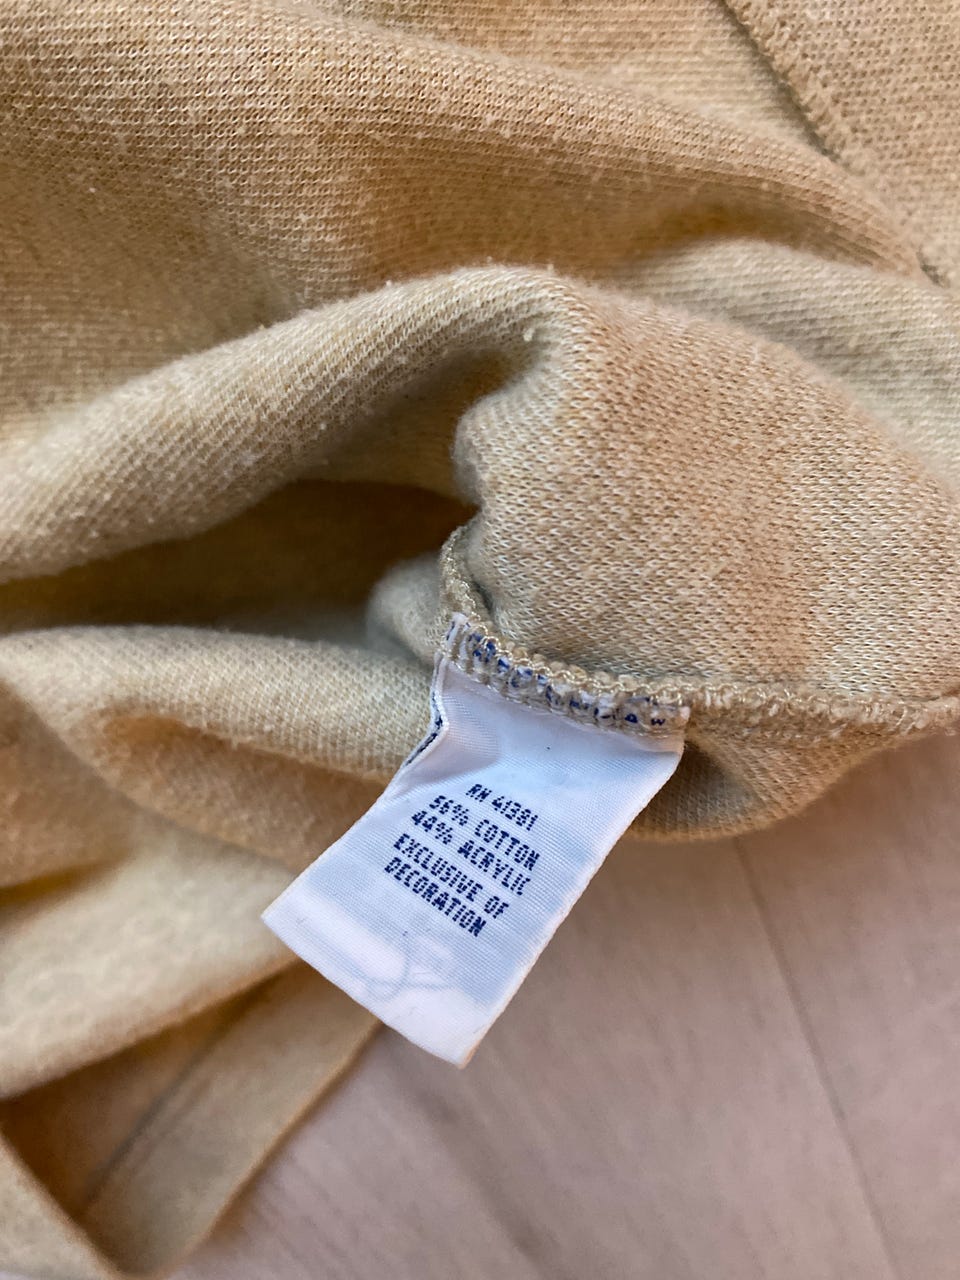 RN 41381
56% COTTON
44% ACRYLIC
EXCLUSIVE OF
DECORATION